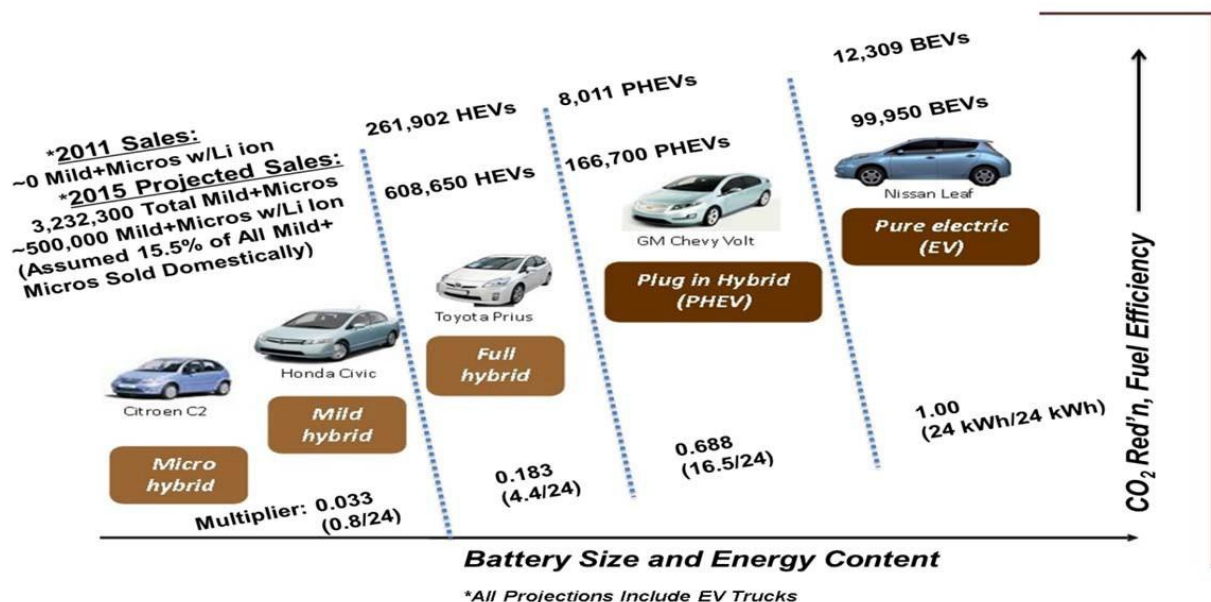 *2011 Sales:
~0 Mild+Micros w/Li ion
*2015 Projected Sales:
3,232,300 Total Mild+Micros
~500,000 Mild+Micros w/Li Ion
(Assumed 15.5% of All Mild+
Micros Sold Domestically)
261,902 HEVs
608,650 HEVs
8,011 PHEVs
166,700 PHEVs
12,309 BEVs
99,950 BEVs
Citroen C2
Micro
hybrid
Honda Civic
Mild
hybrid
Toyota Prius
Full
hybrid
GM Chevy Volt
Plug in Hybrid
(PHEV)
Nissan Leaf
Pure electric
(EV)
Multiplier: 0.033
(0.8/24)
0.183
(4.4/24)
0.688
(16.5/24)
1.00
(24 kWh/24 kWh)
CO₂ Red'n, Fuel Efficiency
Battery Size and Energy Content
*All Projections Include EV Trucks